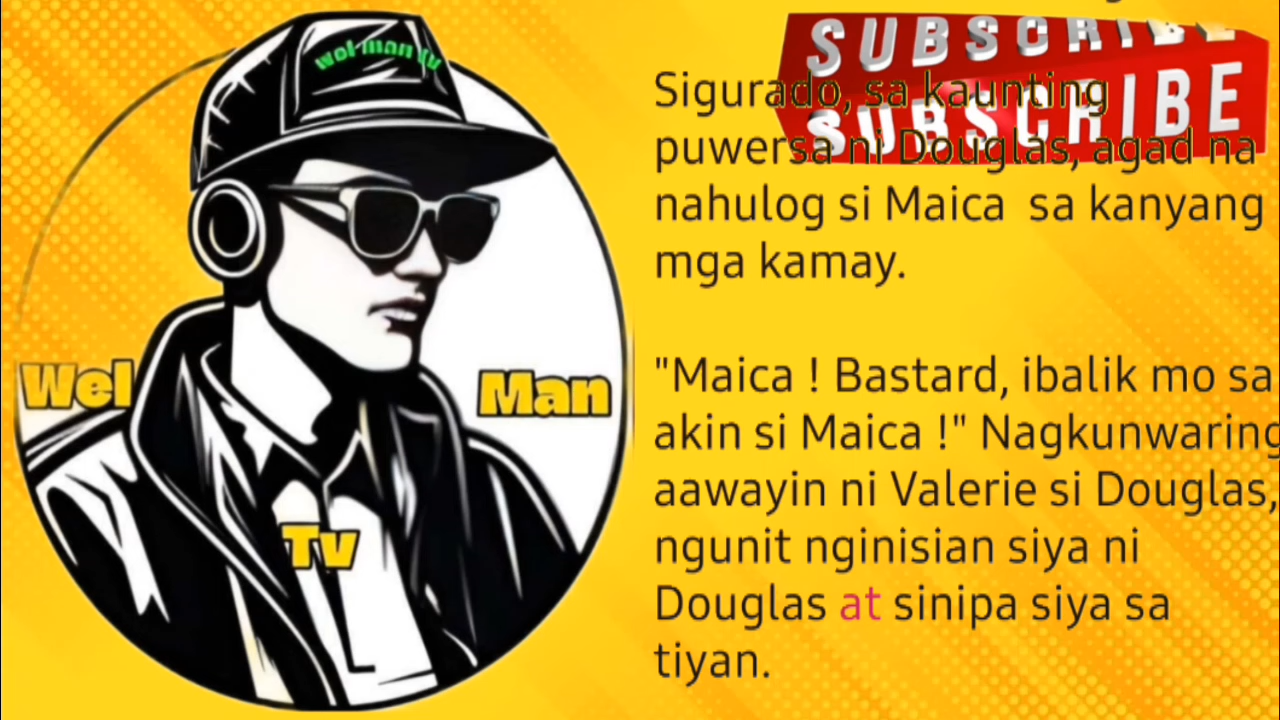 wel man tv
Wel
Man
Tv
SUBSCRIBE
SUBSCRIBE
Sigurado, sa kaunting
puwersa ni Douglas, agad na
nahulog si Maica sa kanyang
mga kamay.
"Maica ! Bastard, ibalik mo sa
akin si Maica !" Nagkunwaring
aawayin ni Valerie si Douglas,
ngunit nginisian siya ni
Douglas at sinipa siya sa
tiyan.